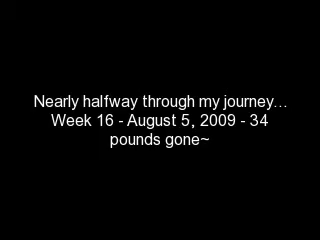 Nearly halfway through my journey...
Week 16 - August 5, 2009 - 34
pounds gone~